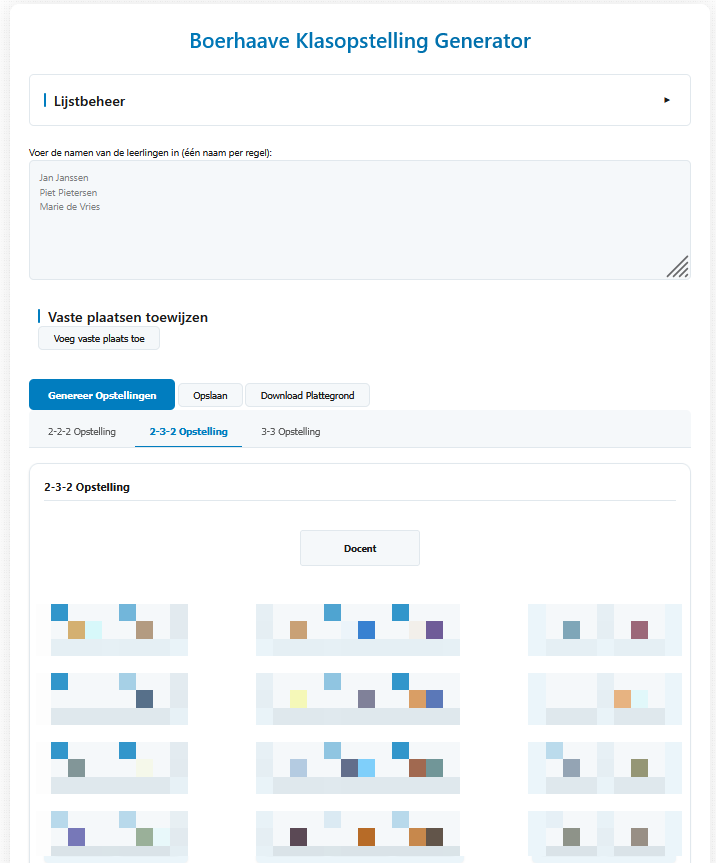 Boerhaave Klasopstelling Generator
Lijstbeheer
Voer de namen van de leerlingen in (één naam per regel):
Jan Janssen
Piet Pietersen
Marie de Vries
Vaste plaatsen toewijzen
Voeg vaste plaats toe
Genereer Opstellingen Opslaan Download Plattegrond
2-2-2 Opstelling 2-3-2 Opstelling 3-3 Opstelling
2-3-2 Opstelling
Docent